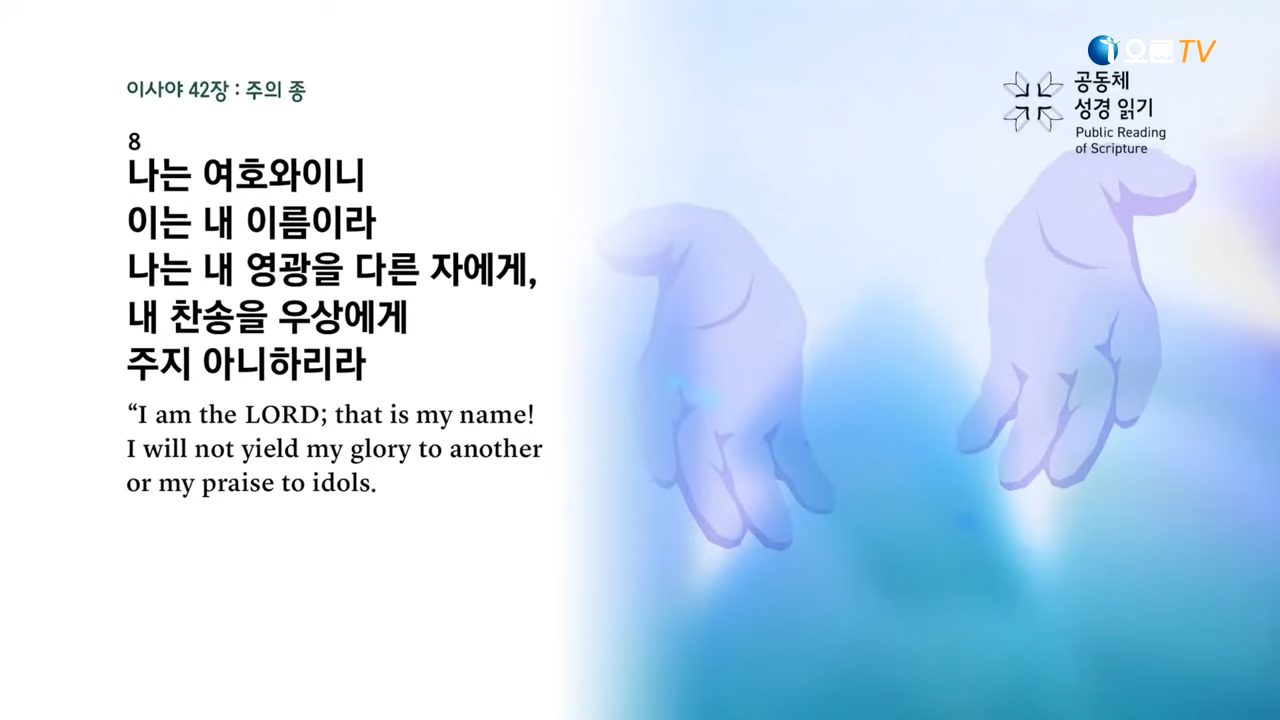 이사야 42장 : 주의 종
8
나는 여호와이니
이는 내 이름이라
나는 내 영광을 다른 자에게,
내 찬송을 우상에게
주지 아니하리라
“I am the LORD; that is my name!
I will not yield my glory to another
or my praise to idols.
오륜TV
공동체
성경 읽기
Public Reading
of Scripture